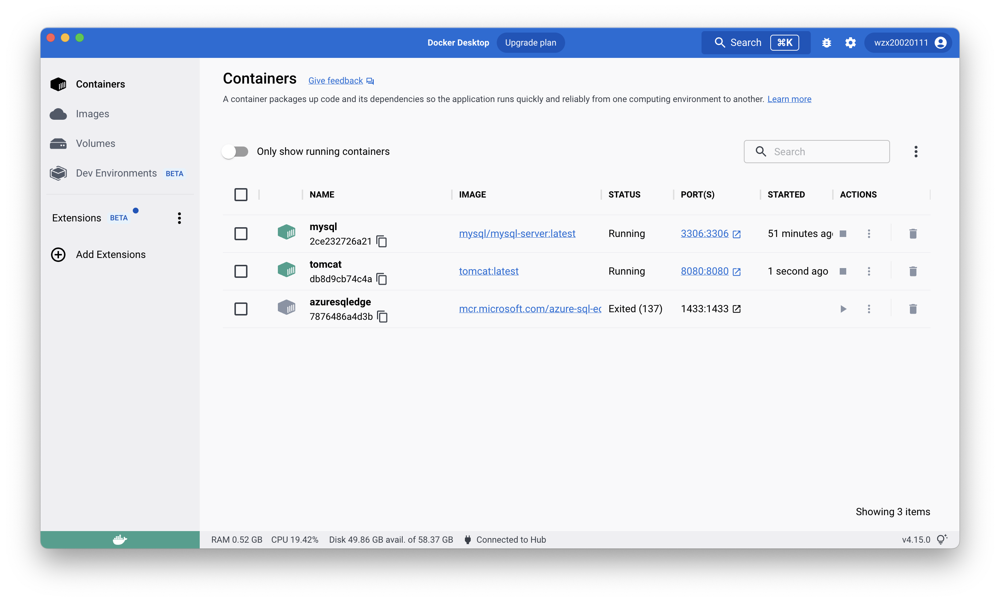 Docker Desktop Upgrade plan Search ⌘K wzx20020111
Containers
Images
Volumes
Dev Environments BETA
Extensions BETA
Add Extensions
Containers Give feedback
A container packages up code and its dependencies so the application runs quickly and reliably from one computing environment to another. Learn more
Only show running containers Search
NAME IMAGE STATUS PORT(S) STARTED ACTIONS
mysql
2ce232726a21 mysql/mysql-server:latest Running 3306:3306 51 minutes ag
tomcat
db8d9cb74c4a tomcat:latest Running 8080:8080 1 second ago
azuresqledge
7876486a4d3b mcr.microsoft.com/azure-sql-ed Exited (137) 1433:1433
Showing 3 items
RAM 0.52 GB CPU 19.42% Disk 49.86 GB avail. of 58.37 GB Connected to Hub v4.15.0